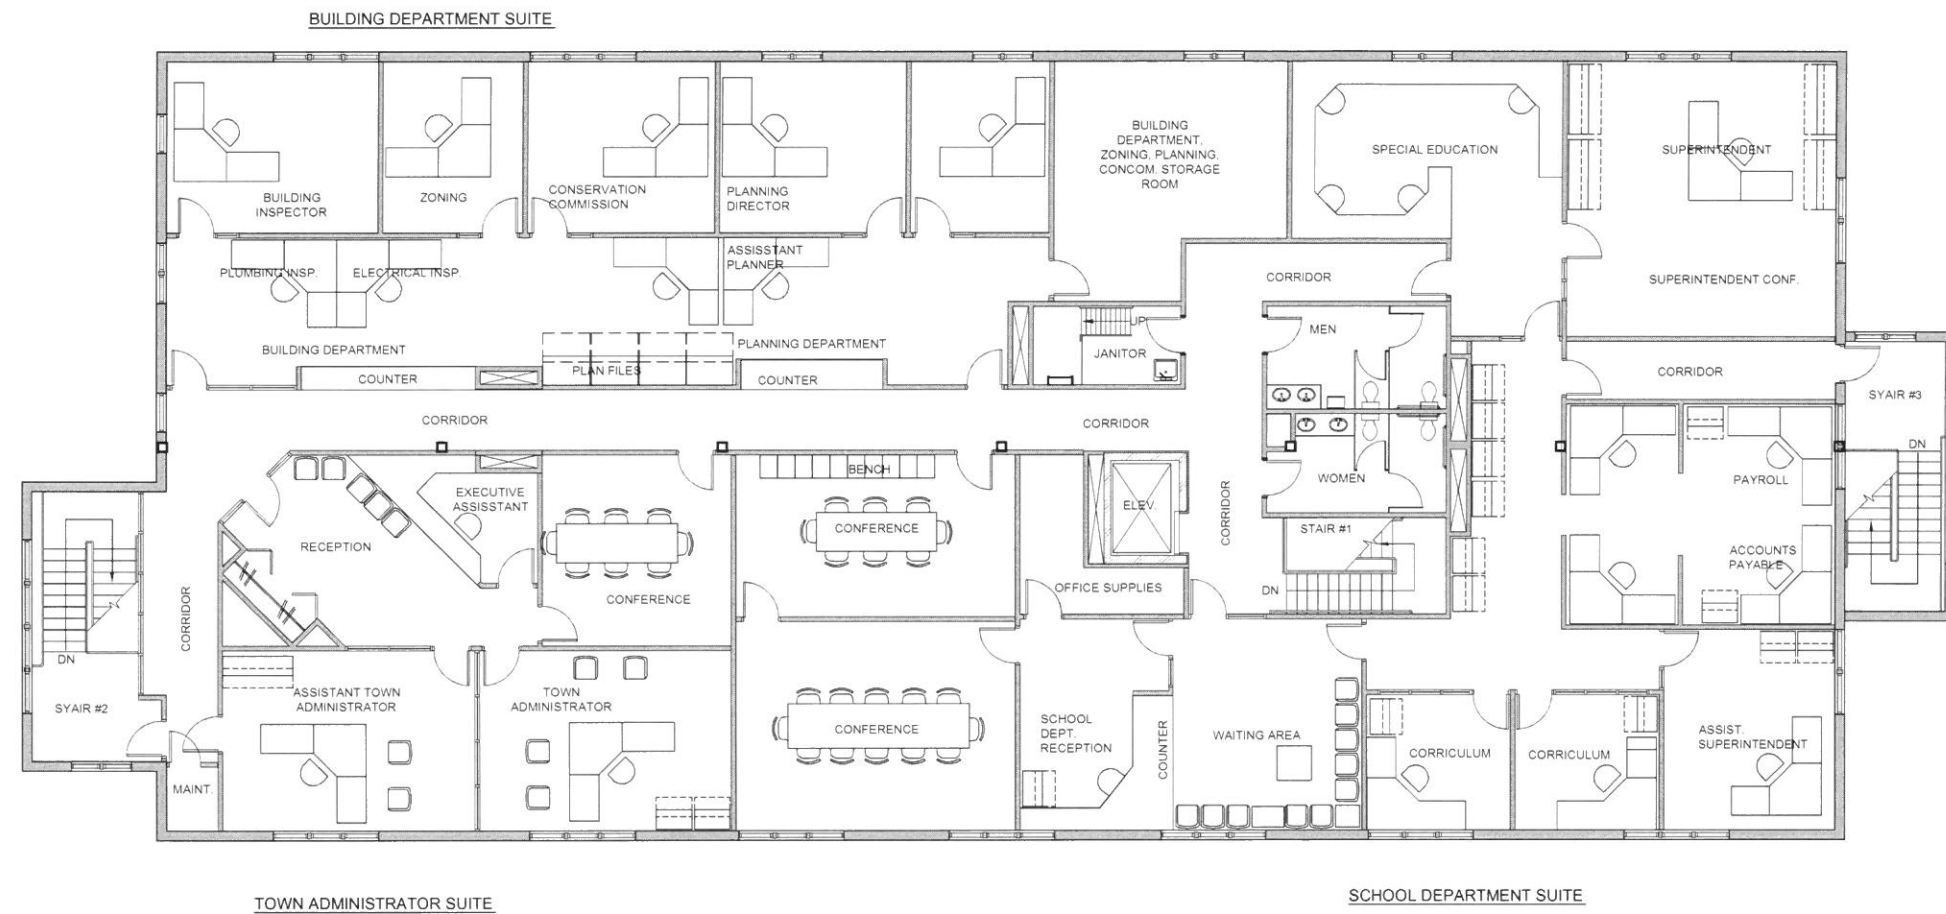 BUILDING DEPARTMENT SUITE
BUILDING
INSPECTOR
ZONING
CONSERVATION
COMMISSION
PLANNING
DIRECTOR
BUILDING
DEPARTMENT,
ZONING, PLANNING,
CONCOM. STORAGE
ROOM
SPECIAL EDUCATION
SUPERINTENDENT
SUPERINTENDENT CONF.
PLUMBING INSP.
ELECTRICAL INSP.
ASSISSTANT
PLANNER
CORRIDOR
BUILDING DEPARTMENT
PLAN FILES
PLANNING DEPARTMENT
COUNTER
COUNTER
UP
JANITOR
MEN
CORRIDOR
SYAIR #3
DN
CORRIDOR
CORRIDOR
EXECUTIVE
ASSISSTANT
RECEPTION
CONFERENCE
BENCH
CONFERENCE
ELEV.
OFFICE SUPPLIES
CORRIDOR
WOMEN
STAIR #1
DN
PAYROLL
ACCOUNTS
PAYABLE
CORRIDOR
DN
SYAIR #2
MAINT.
ASSISTANT TOWN
ADMINISTRATOR
TOWN
ADMINISTRATOR
CONFERENCE
SCHOOL
DEPT.
RECEPTION
COUNTER
WAITING AREA
CORRICULUM
CORRICULUM
ASSIST.
SUPERINTENDENT
TOWN ADMINISTRATOR SUITE
SCHOOL DEPARTMENT SUITE